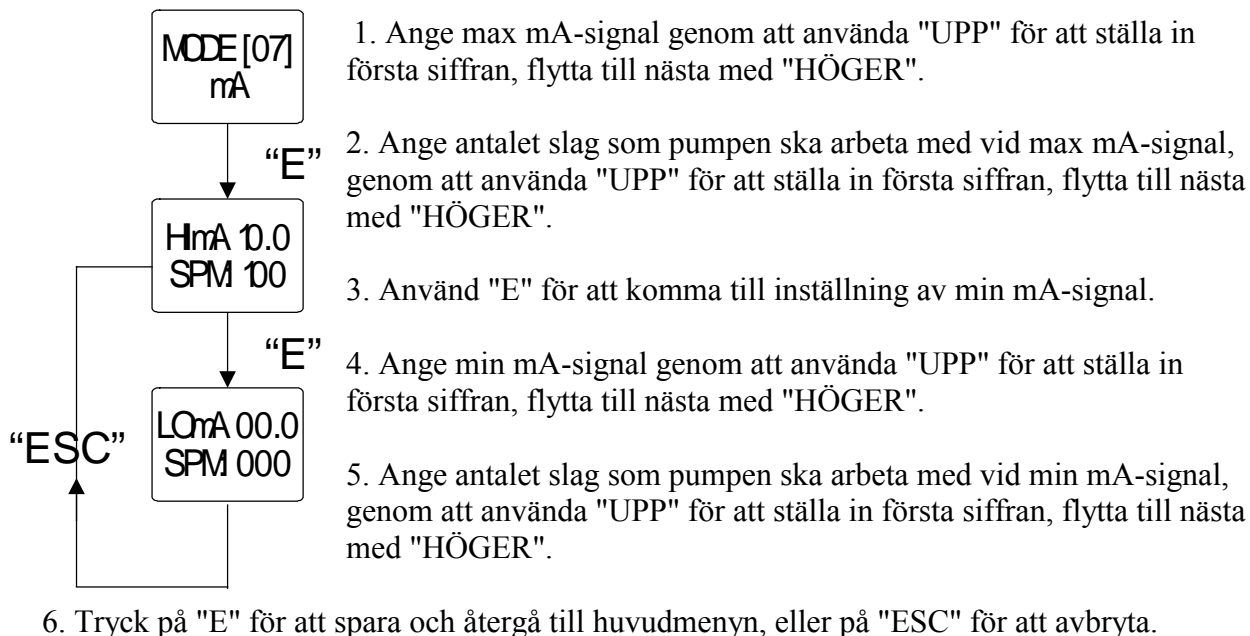 MODE [07]
mA
“E”
HImA 10.0
SPM: 100
“E”
LOmA 00.0
SPM: 000
“ESC”
1. Ange max mA-signal genom att använda "UPP" för att ställa in
första siffran, flytta till nästa med "HÖGER".
2. Ange antalet slag som pumpen ska arbeta med vid max mA-signal,
genom att använda "UPP" för att ställa in första siffran, flytta till nästa
med "HÖGER".
3. Använd "E" för att komma till inställning av min mA-signal.
4. Ange min mA-signal genom att använda "UPP" för att ställa in
första siffran, flytta till nästa med "HÖGER".
5. Ange antalet slag som pumpen ska arbeta med vid min mA-signal,
genom att använda "UPP" för att ställa in första siffran, flytta till nästa
med "HÖGER".
6. Tryck på "E" för att spara och återgå till huvudmenyn, eller på "ESC" för att avbryta.